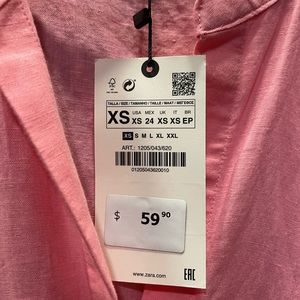 TALLA / SIZE / TAMANHO / TAILLE / MAAT / ΜΕΓΕΘΟΣ
XS
USA MEX UK IT BR
XS 24 XS XS EP
XS S M L XL XXL
ART.: 1205/043/620
01205043620010
$ 59 90
www.zara.com
EAC